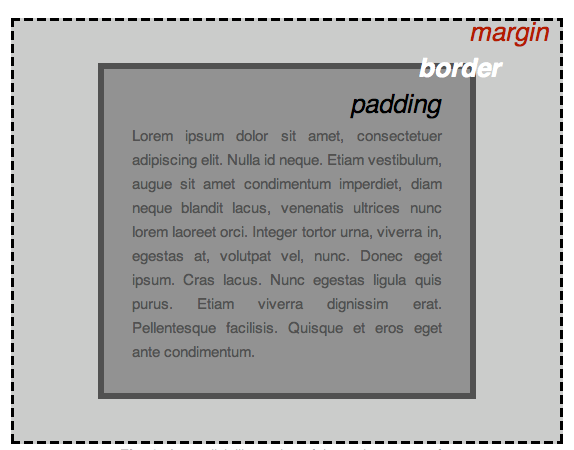 margin
border
padding
Lorem ipsum dolor sit amet, consectetuer
adipiscing elit. Nulla id neque. Etiam vestibulum,
augue sit amet condimentum imperdiet, diam
neque blandit lacus, venenatis ultrices nunc
lorem laoreet orci. Integer tortor urna, viverra in,
egestas at, volutpat vel, nunc. Donec eget
ipsum. Cras lacus. Nunc egestas ligula quis
purus. Etiam viverra dignissim erat.
Pellentesque facilisis. Quisque et eros eget
ante condimentum.